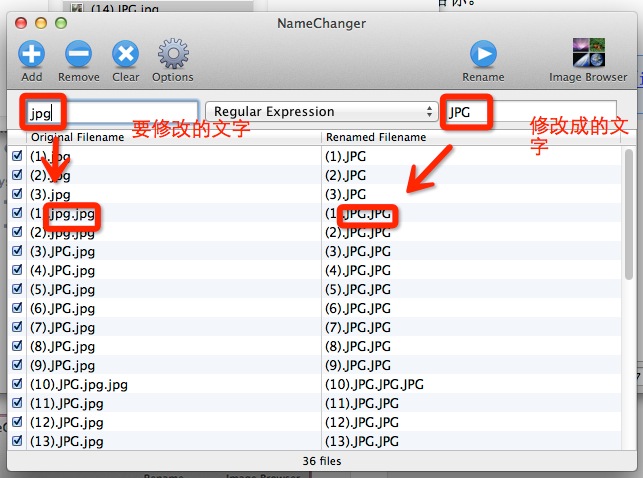 (14).JPG.jpg
NameChanger
Add
Remove
Clear
Options
Rename
Image Browser
jpg
Regular Expression
JPG
要修改的文字
修改成的文
字
Original Filename
Renamed Filename
(1).jpg
(1).JPG
(2).jpg
(2).JPG
(3).jpg
(3).JPG
(1).jpg.jpg
(1).JPG.JPG
(2).jpg.jpg
(2).JPG.JPG
(3).JPG.jpg
(3).JPG.JPG
(4).JPG.jpg
(4).JPG.JPG
(5).JPG.jpg
(5).JPG.JPG
(6).JPG.jpg
(6).JPG.JPG
(7).JPG.jpg
(7).JPG.JPG
(8).JPG.jpg
(8).JPG.JPG
(9).JPG.jpg
(9).JPG.JPG
(10).JPG.jpg.jpg
(10).JPG.JPG.JPG
(11).JPG.jpg
(11).JPG.JPG
(12).JPG.jpg
(12).JPG.JPG
(13).JPG.jpg
(13).JPG.JPG
36 files